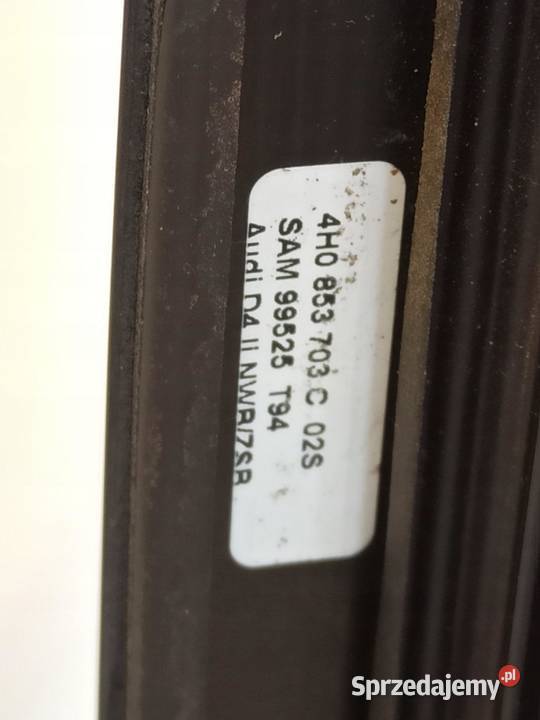 4H0 853 703 C 02S
SAM 99525 T94
Audi D4 II NWB/7SB
Sprzedajemy.pl